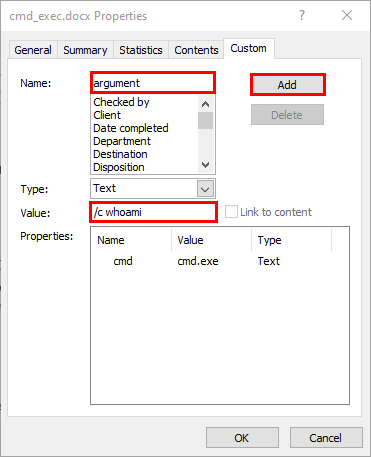 cmd_exec.docx Properties
General Summary Statistics Contents Custom
Name: argument Add
Checked by
Client
Date completed
Department
Destination
Disposition
Delete
Type: Text
Value: /c whoami Link to content
Properties: Name Value Type
cmd cmd.exe Text
OK Cancel